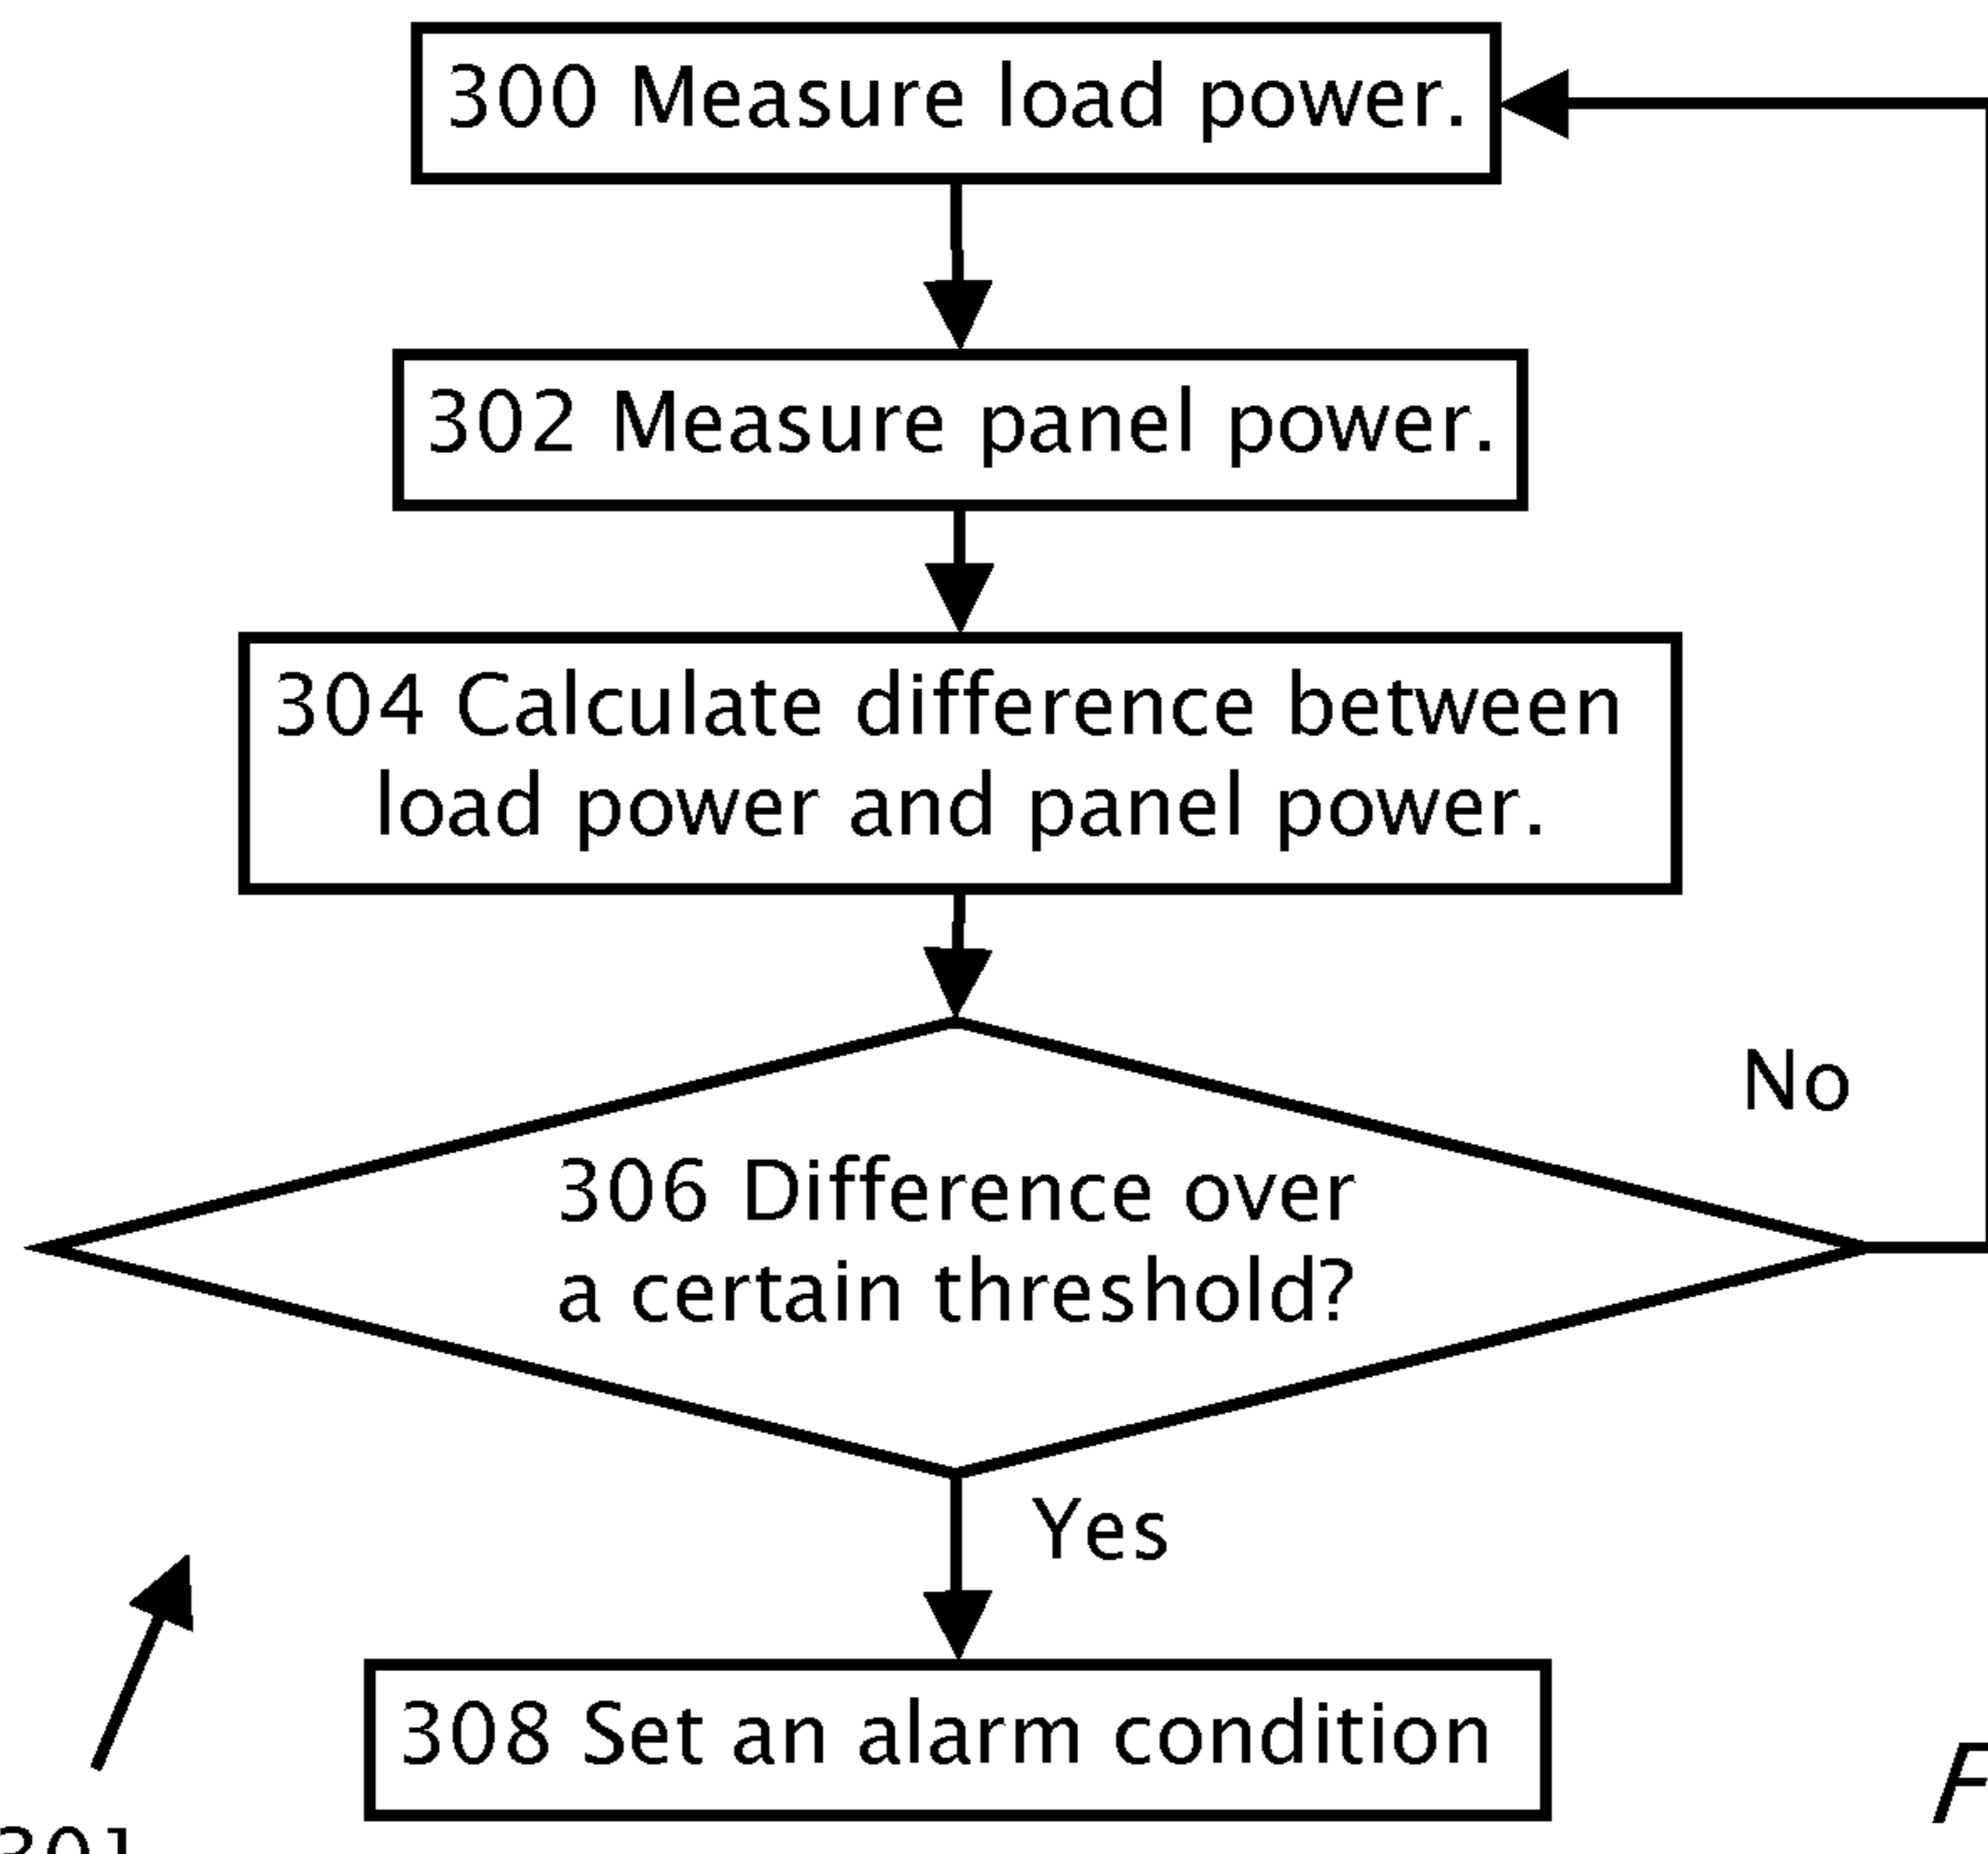 300 Measure load power.
302 Measure panel power.
304 Calculate difference between
load power and panel power.
No
306 Difference over
a certain threshold?
Yes
308 Set an alarm condition
F
301